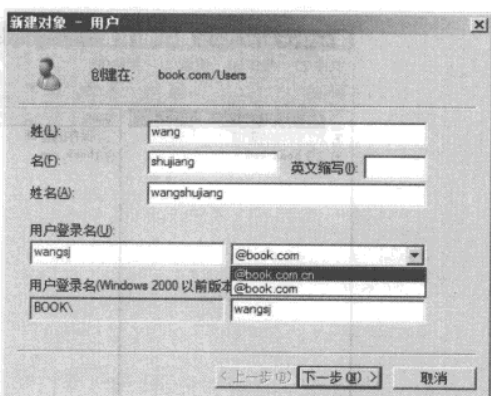 新建对象 - 用户
创建在: book.com/Users
姓(L): wang
名(F): shujiang 英文缩写(I):
姓名(A): wangshujiang
用户登录名(U):
wangsj @book.com
@book.com.cn
用户登录名(Windows 2000 以前版本 @book.com
BOOK\ wangsj
< 上一步(B) 下一步(N) > 取消